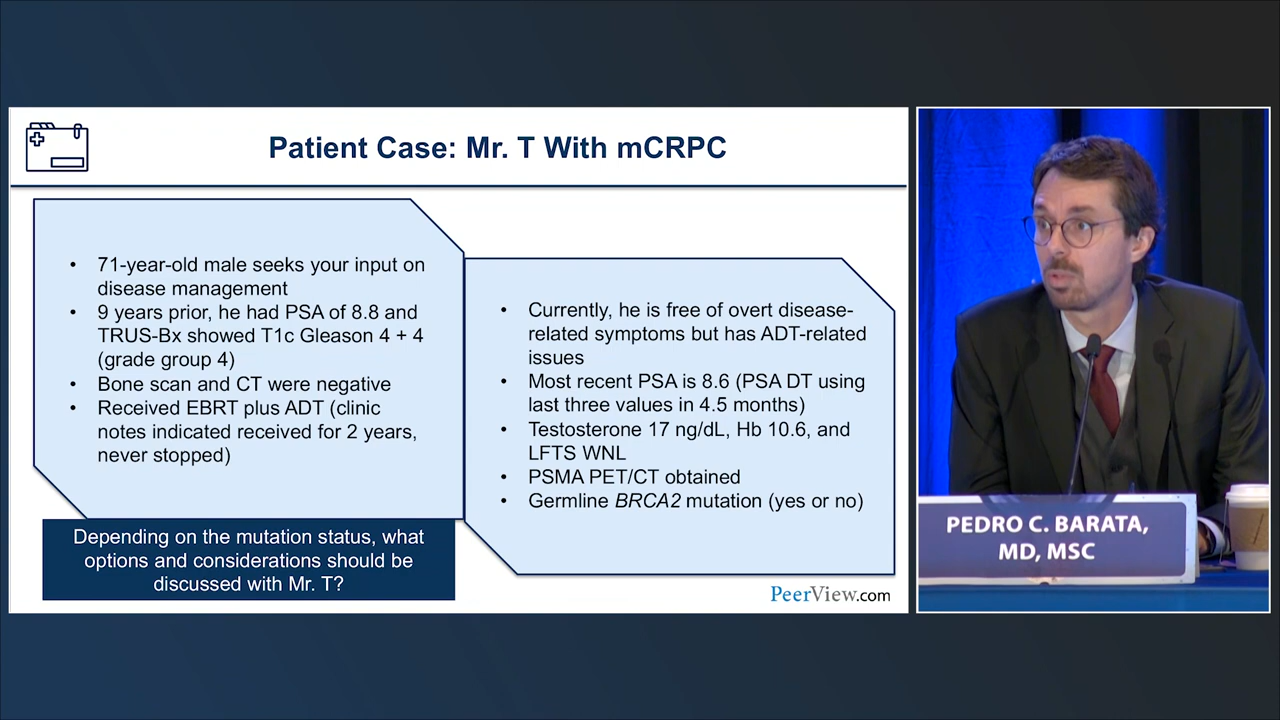 Patient Case: Mr. T With mCRPC
• 71-year-old male seeks your input on
disease management
• 9 years prior, he had PSA of 8.8 and
TRUS-Bx showed T1c Gleason 4 + 4
(grade group 4)
• Bone scan and CT were negative
• Received EBRT plus ADT (clinic
notes indicated received for 2 years,
never stopped)
Depending on the mutation status, what
options and considerations should be
discussed with Mr. T?
• Currently, he is free of overt disease-
related symptoms but has ADT-related
issues
• Most recent PSA is 8.6 (PSA DT using
last three values in 4.5 months)
• Testosterone 17 ng/dL, Hb 10.6, and
LFTS WNL
• PSMA PET/CT obtained
• Germline BRCA2 mutation (yes or no)
PeerView.com
PEDRO C. BARATA,
MD, MSC